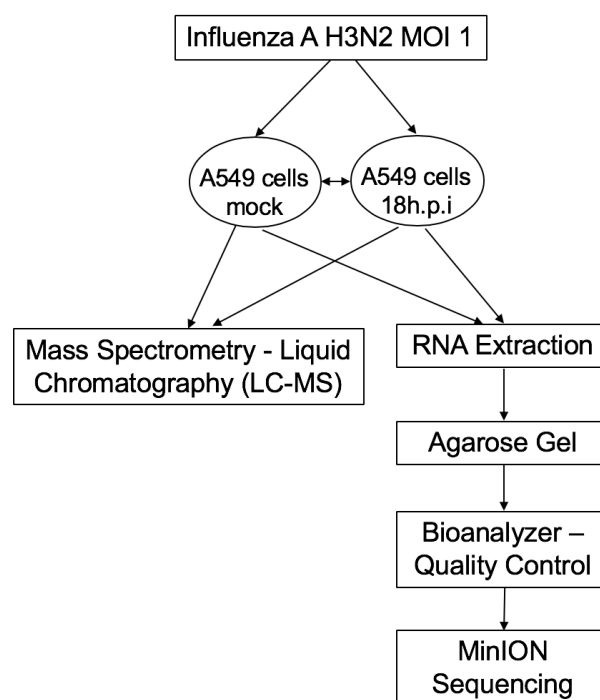 Influenza A H3N2 MOI 1
A549 cells
mock
A549 cells
18h.p.i
Mass Spectrometry - Liquid
Chromatography (LC-MS)
RNA Extraction
Agarose Gel
Bioanalyzer –
Quality Control
MinION
Sequencing